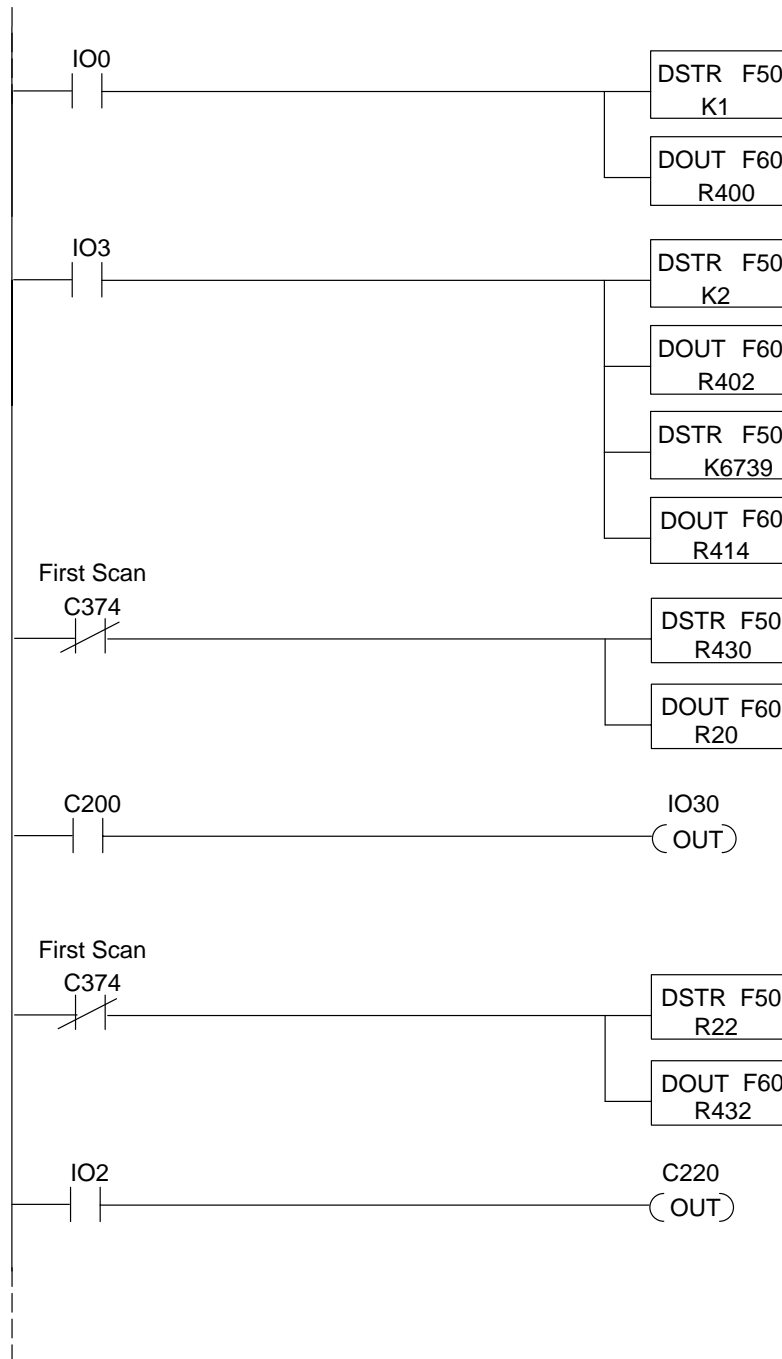 IO0
DSTR F50
K1
DOUT F60
R400
IO3
DSTR F50
K2
DOUT F60
R402
DSTR F50
K6739
DOUT F60
R414
First Scan
C374
DSTR F50
R430
DOUT F60
R20
C200
IO30
OUT
First Scan
C374
DSTR F50
R22
DOUT F60
R432
IO2
C220
OUT